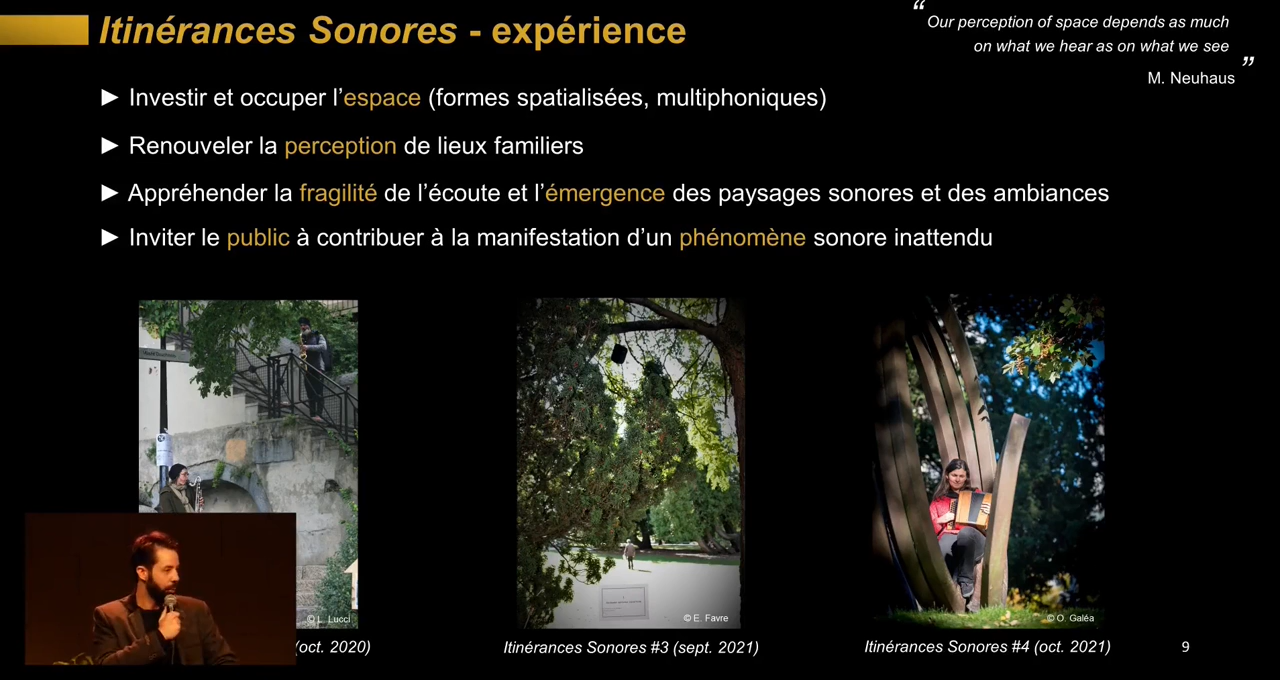 Itinérances Sonores - expérience
“
Our perception of space depends as much
on what we hear as on what we see
”
M. Neuhaus
► Investir et occuper l’espace (formes spatialisées, multiphoniques)
► Renouveler la perception de lieux familiers
► Appréhender la fragilité de l’écoute et l’émergence des paysages sonores et des ambiances
► Inviter le public à contribuer à la manifestation d’un phénomène sonore inattendu
© L. Lucci
© E. Favre
© O. Galéa
(oct. 2020)
Itinérances Sonores #3 (sept. 2021)
Itinérances Sonores #4 (oct. 2021)
9